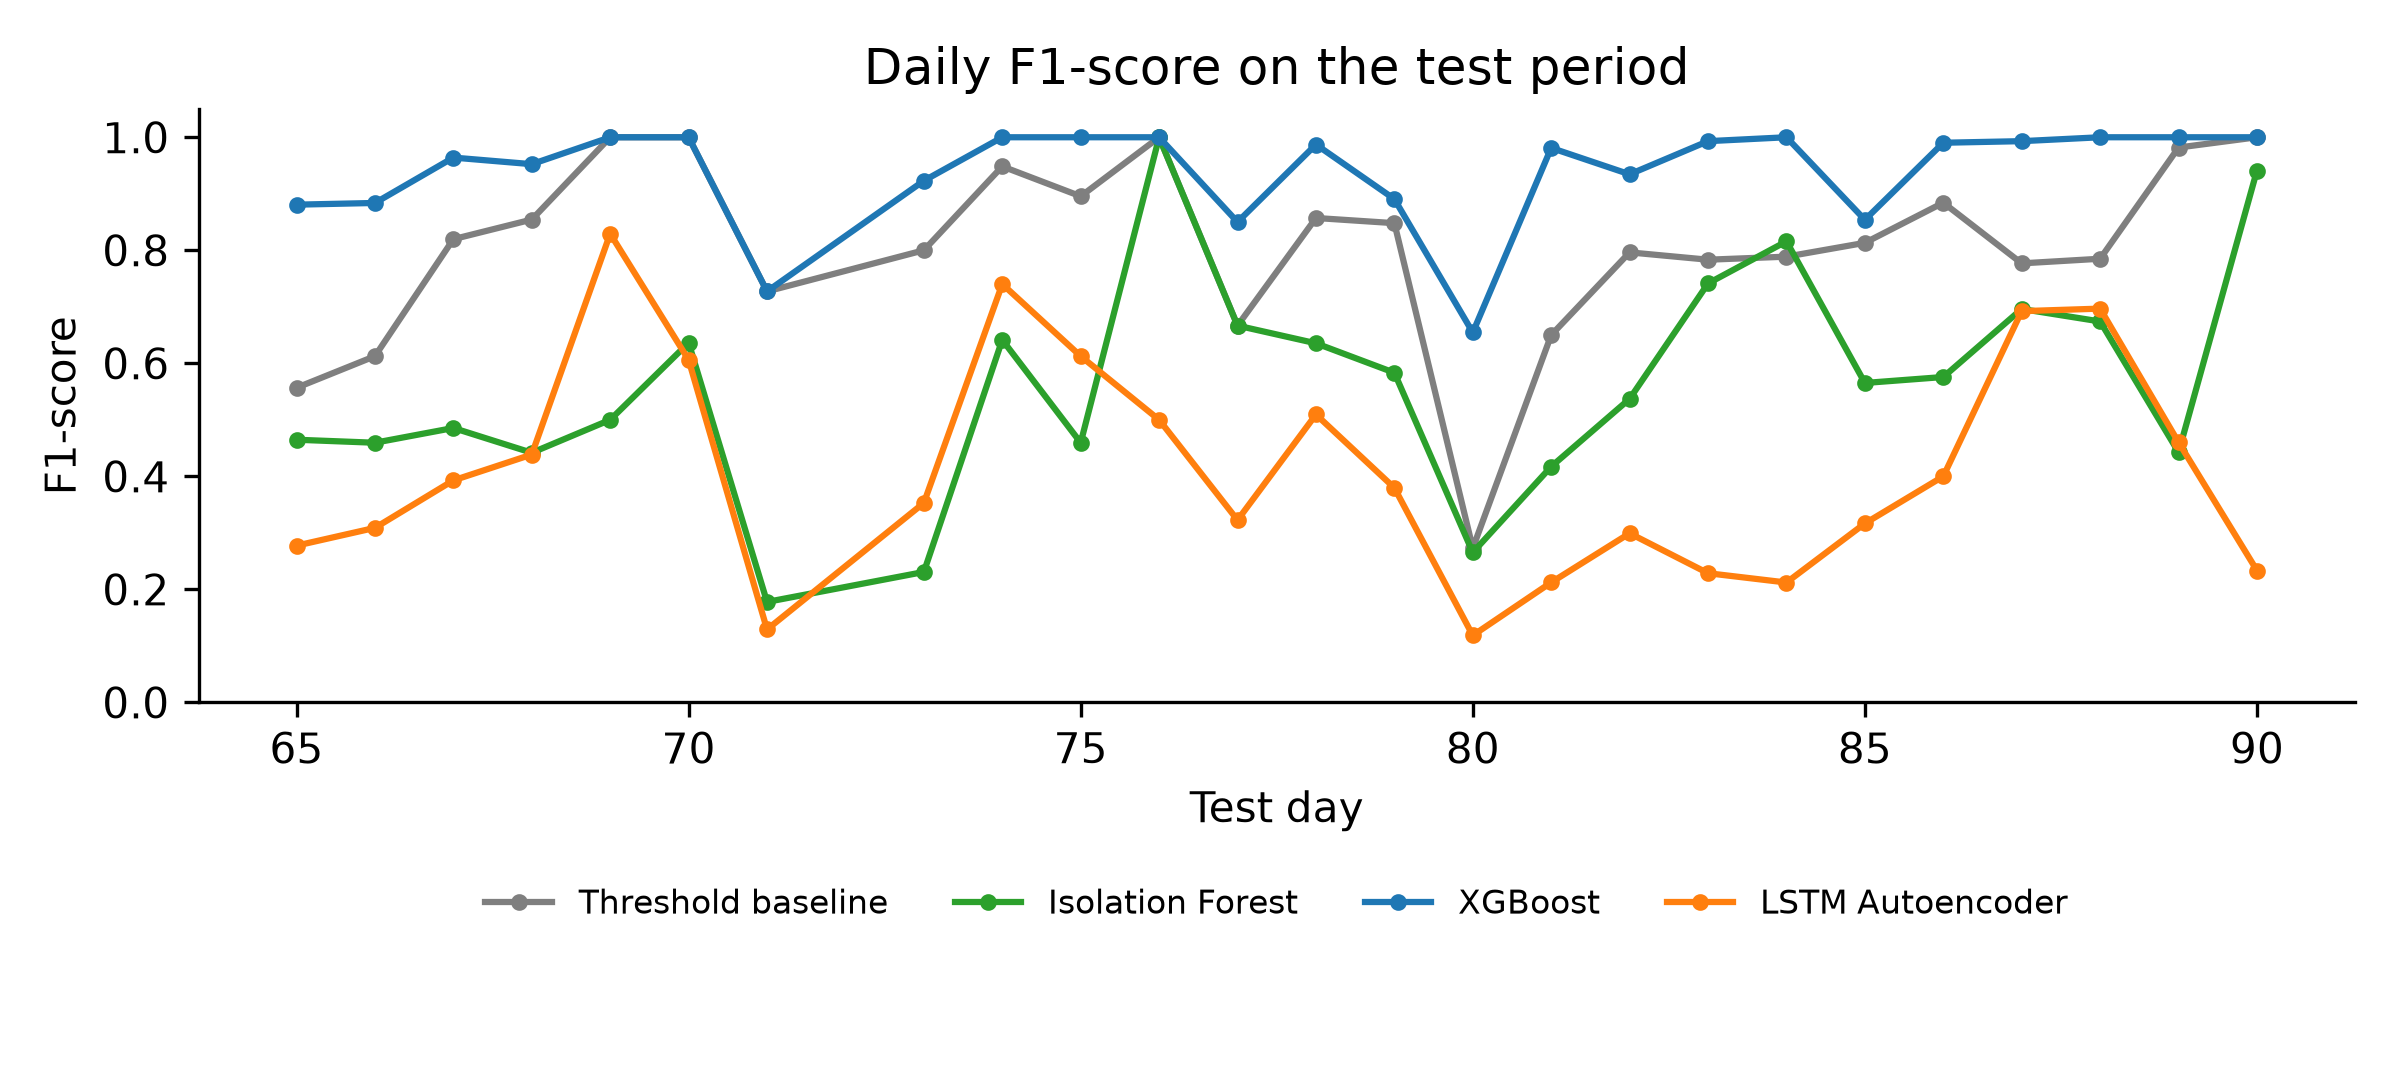 Daily F1-score on the test period
F1-score
1.0
0.8
0.6
0.4
0.2
0.0
65 70 75 80 85 90
Test day
Threshold baseline Isolation Forest XGBoost LSTM Autoencoder